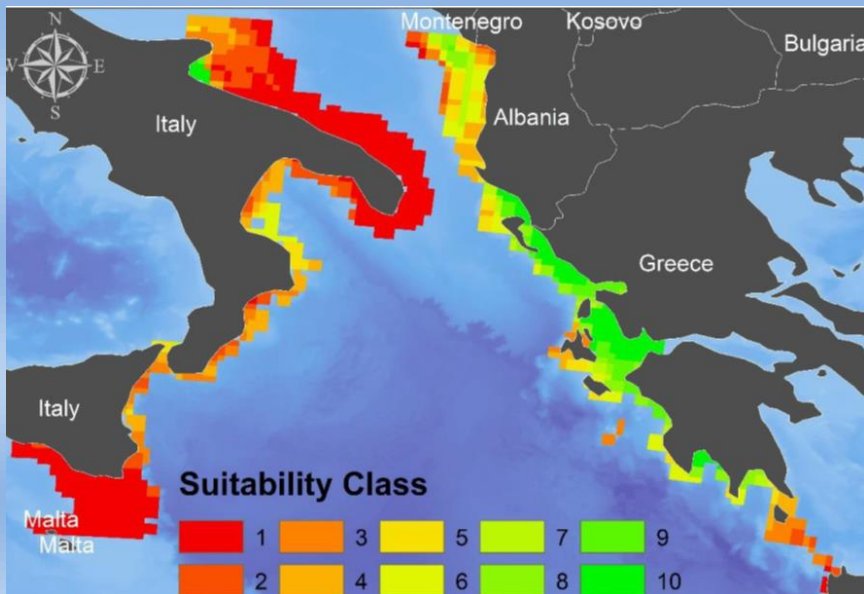 N
W E
S
Montenegro Kosovo
Bulgaria
Italy
Albania
Greece
Italy
Malta
Malta
Suitability Class
1 3 5 7 9
2 4 6 8 10